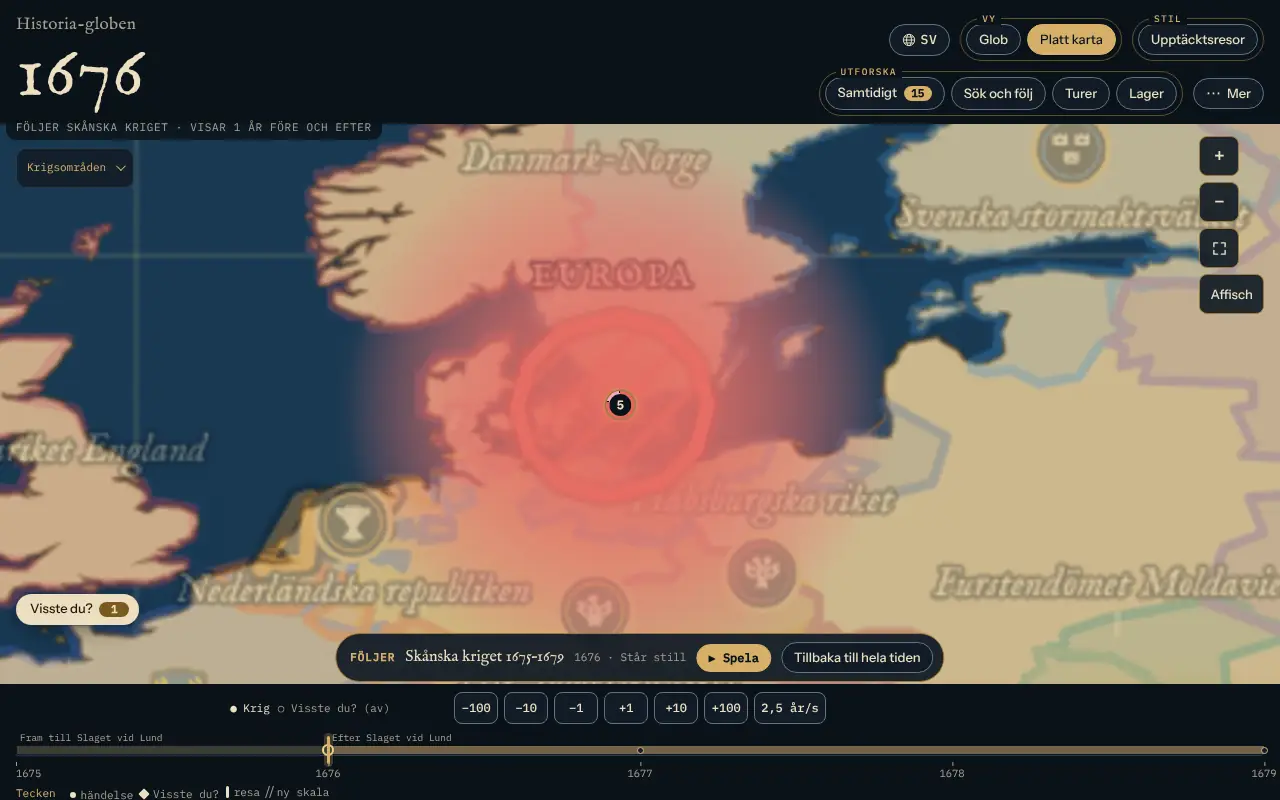 Historia-globen
1676
FÖLJER SKÅNSKA KRIGET · VISAR 1 ÅR FÖRE OCH EFTER
SV
VY
Glob
Platt karta
STIL
Upptäcktsresor
UTFORSKA
Samtidigt 15
Sök och följ
Turer
Lager
··· Mer
Krigsområden
+
−
Affisch
Danmark-Norge
EUROPA
5
riket England
Nederländska republiken
Habsburgska riket
Visste du? 1
FÖLJER Skånska kriget 1675-1679 1676 · Står still ▶ Spela Tillbaka till hela tiden
● Krig ○ Visste du? (av)
−100 −10 −1 +1 +10 +100 2,5 år/s
Fram till Slaget vid Lund Efter Slaget vid Lund
1675 1676 1677 1678 1679
Tecken ● händelse ◆ Visste du? resa // ny skala